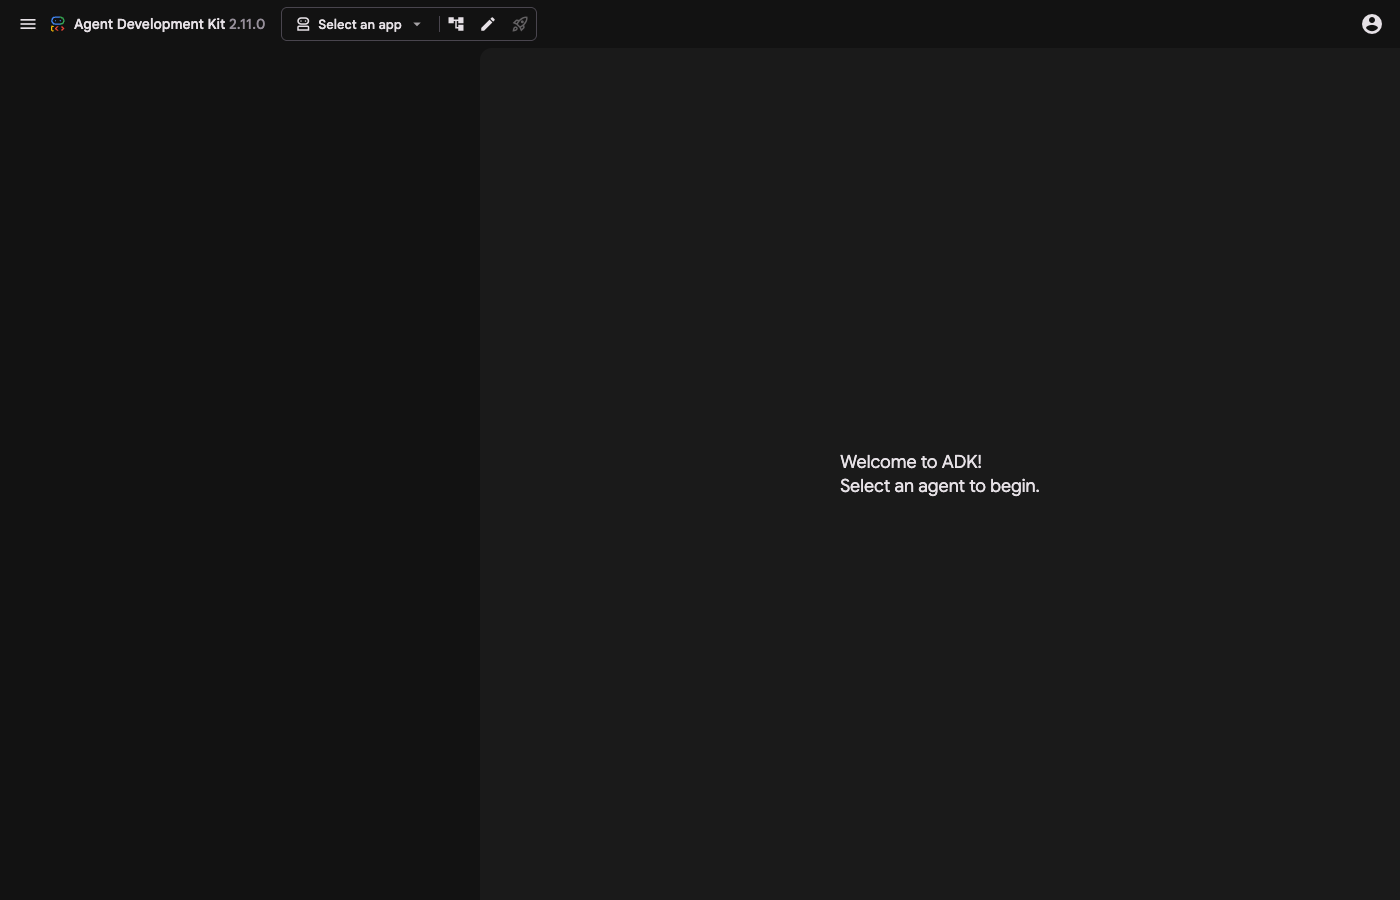 Agent Development Kit 2.11.0
Select an app
Welcome to ADK!
Select an agent to begin.